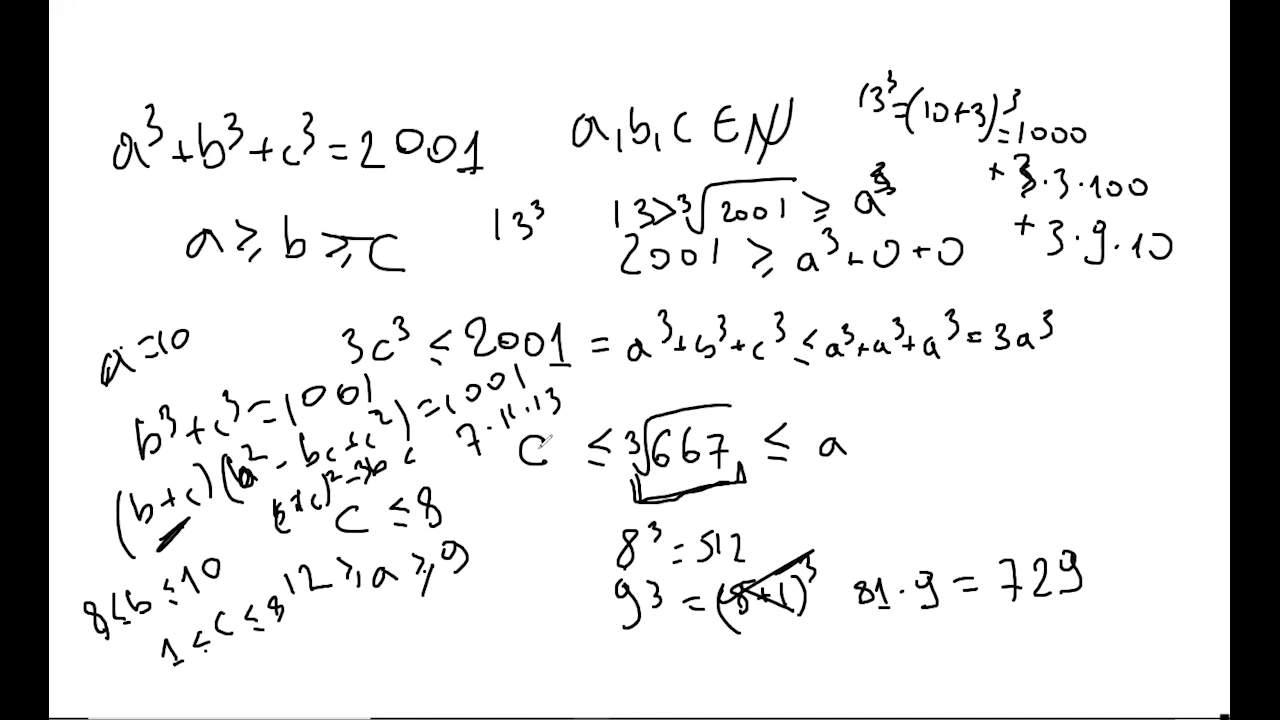 a³+b³+c³=2001
a,b,c ∈ ℕ
13³=(10+3)³
=1000
+ 3·3·100
+ 3·9·10
a ≥ b ≥ c
13³
13>∛2001 ≥ a
2001 ≥ a³+0+0
a=10
3c³ ≤ 2001 = a³+b³+c³ ≤ a³+a³+a³ = 3a³
b³+c³=1001
(b+c)(b²-bc+c²)=1001
7·11·13
(b+c)²-3bc
c ≤ ∛667 ≤ a
c ≤ 8
12 ≥ a ≥ 9
8 ≤ b ≤ 10
1 ≤ c ≤ 8
8³ = 512
9³ = (8+1)³ 81·9 = 729